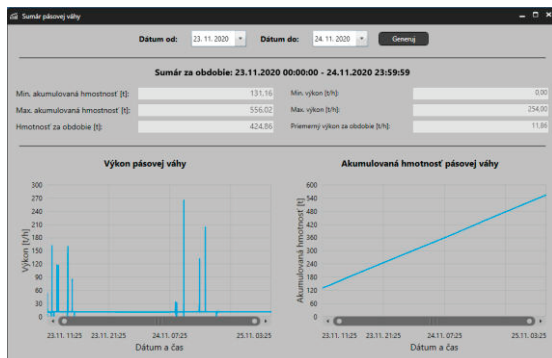 Sumár pásovej váhy
Dátum od: 23. 11. 2020 Dátum do: 24. 11. 2020 Generuj
Sumár za obdobie: 23.11.2020 00:00:00 - 24.11.2020 23:59:59
Min. akumulovaná hmostnosť [t]: 131,16 Min. výkon [t/h]: 0,00
Max. akumulovaná hmostnosť [t]: 556,02 Max. výkon [t/h]: 254,00
Hmotnosť za obdobie [t]: 424,86 Priemerný výkon za obdobie [t/h]: 11,86
Výkon pásovej váhy Akumulovaná hmotnosť pásovej váhy
Výkon [t/h]
300
270
240
210
180
150
120
90
60
30
0
23.11. 11:25 23.11. 21:25 24.11. 07:25 25.11. 03:25
Dátum a čas
Akumulovaná hmotnosť [t]
600
540
480
420
360
300
240
180
120
60
0
23.11. 11:25 23.11. 21:25 24.11. 07:25 25.11. 03:25
Dátum a čas